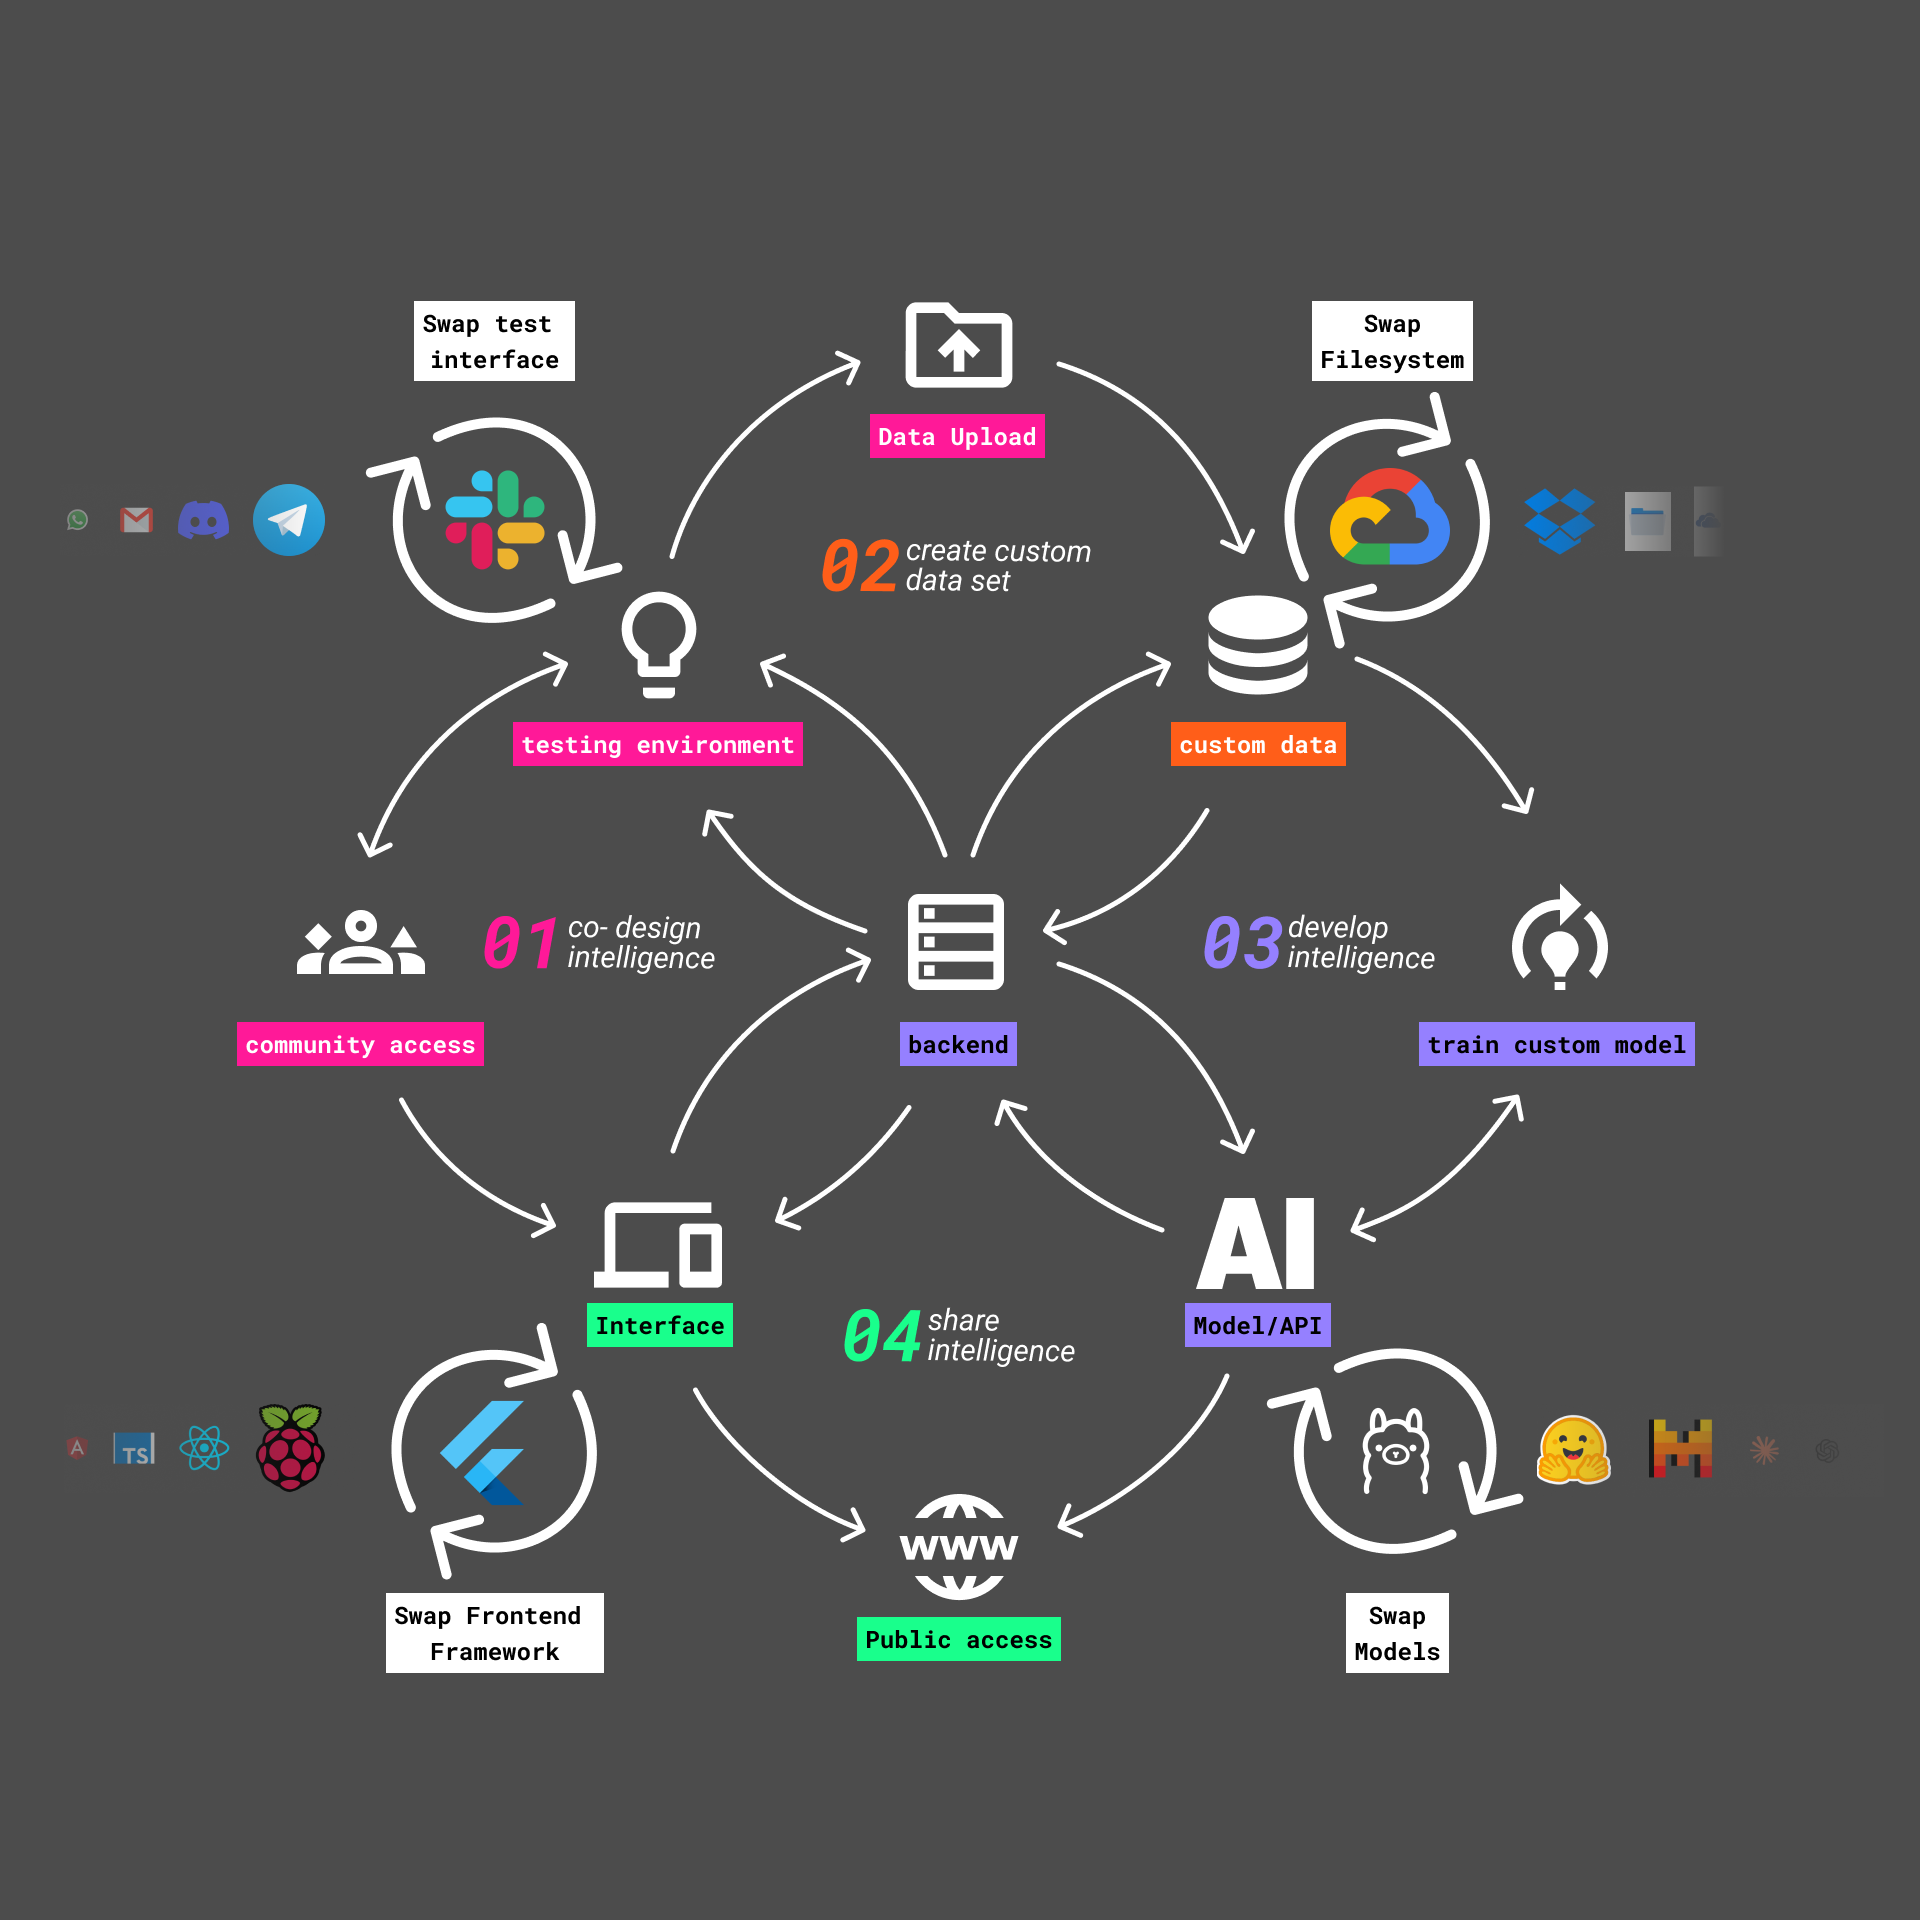 Swap test
interface
Swap
Filesystem
Data Upload
02 create custom
data set
testing environment
custom data
01 co- design
intelligence
03 develop
intelligence
community access
backend
train custom model
AI
Interface
Model/API
04 share
intelligence
A
TS
www
Swap Frontend
Framework
Public access
Swap
Models